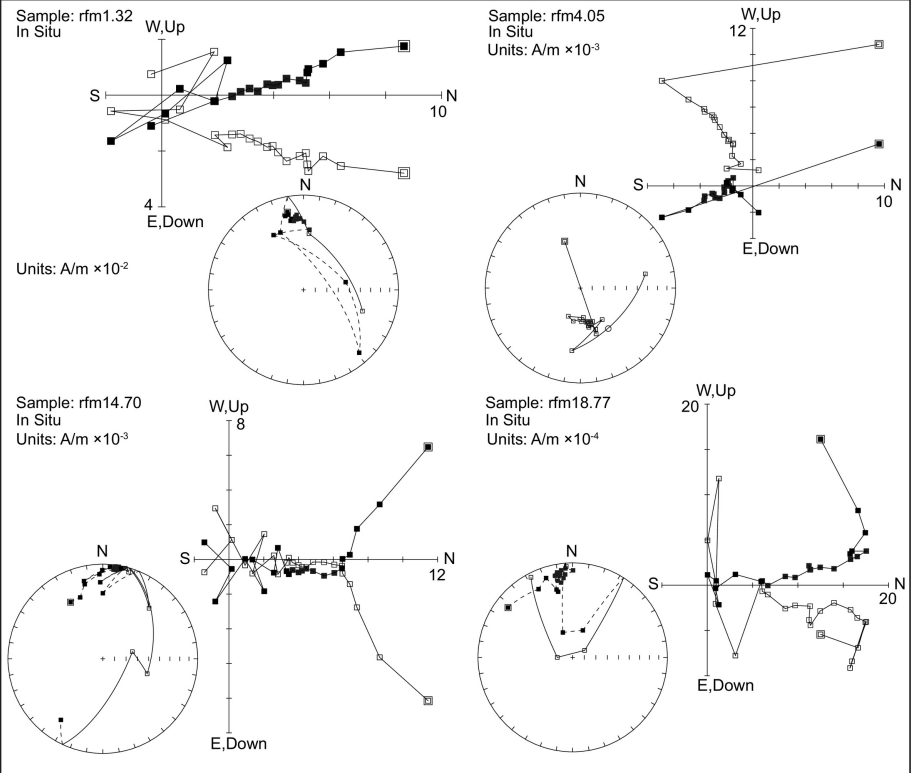 Sample: rfm1.32
In Situ
W,Up
S
N
10
4
E,Down
N
Units: A/m ×10-2
Sample: rfm4.05
In Situ
Units: A/m ×10-3
12
S
N
10
E,Down
N
Sample: rfm14.70
In Situ
Units: A/m ×10-3
W,Up
8
S
N
12
E,Down
N
Sample: rfm18.77
In Situ
Units: A/m ×10-4
W,Up
20
S
N
20
E,Down
N